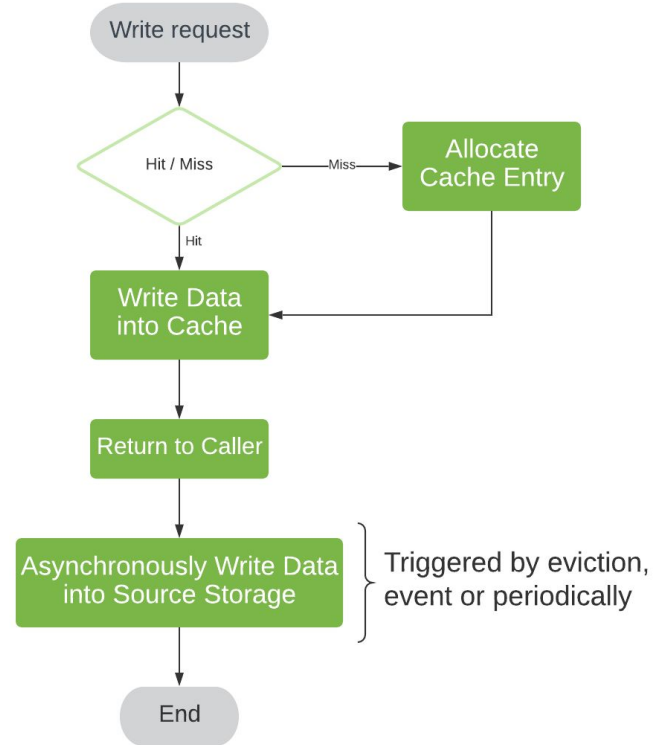 Write request
Hit / Miss
Miss
Allocate
Cache Entry
Hit
Write Data
into Cache
Return to Caller
Asynchronously Write Data
into Source Storage
Triggered by eviction,
event or periodically
End